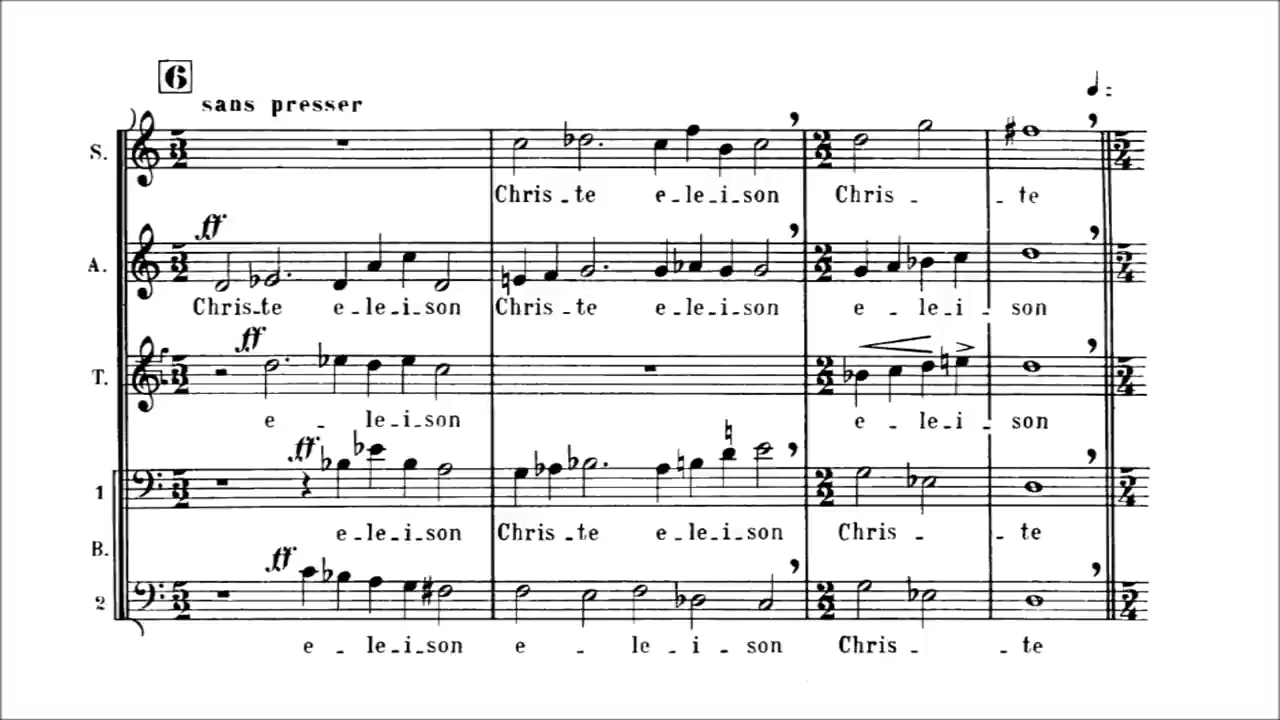 6
sans presser
S.
Chris - te e - le - i - son Chris - - te
ff
A.
Chris - te e - le - i - son Chris - te e - le - i - son e - le - i - son
ff
T.
e - le - i - son e - le - i - son
ff
1
e - le - i - son Chris - te e - le - i - son Chris - - te
B.
ff
2
e - le - i - son e - le - i - son Chris - - te